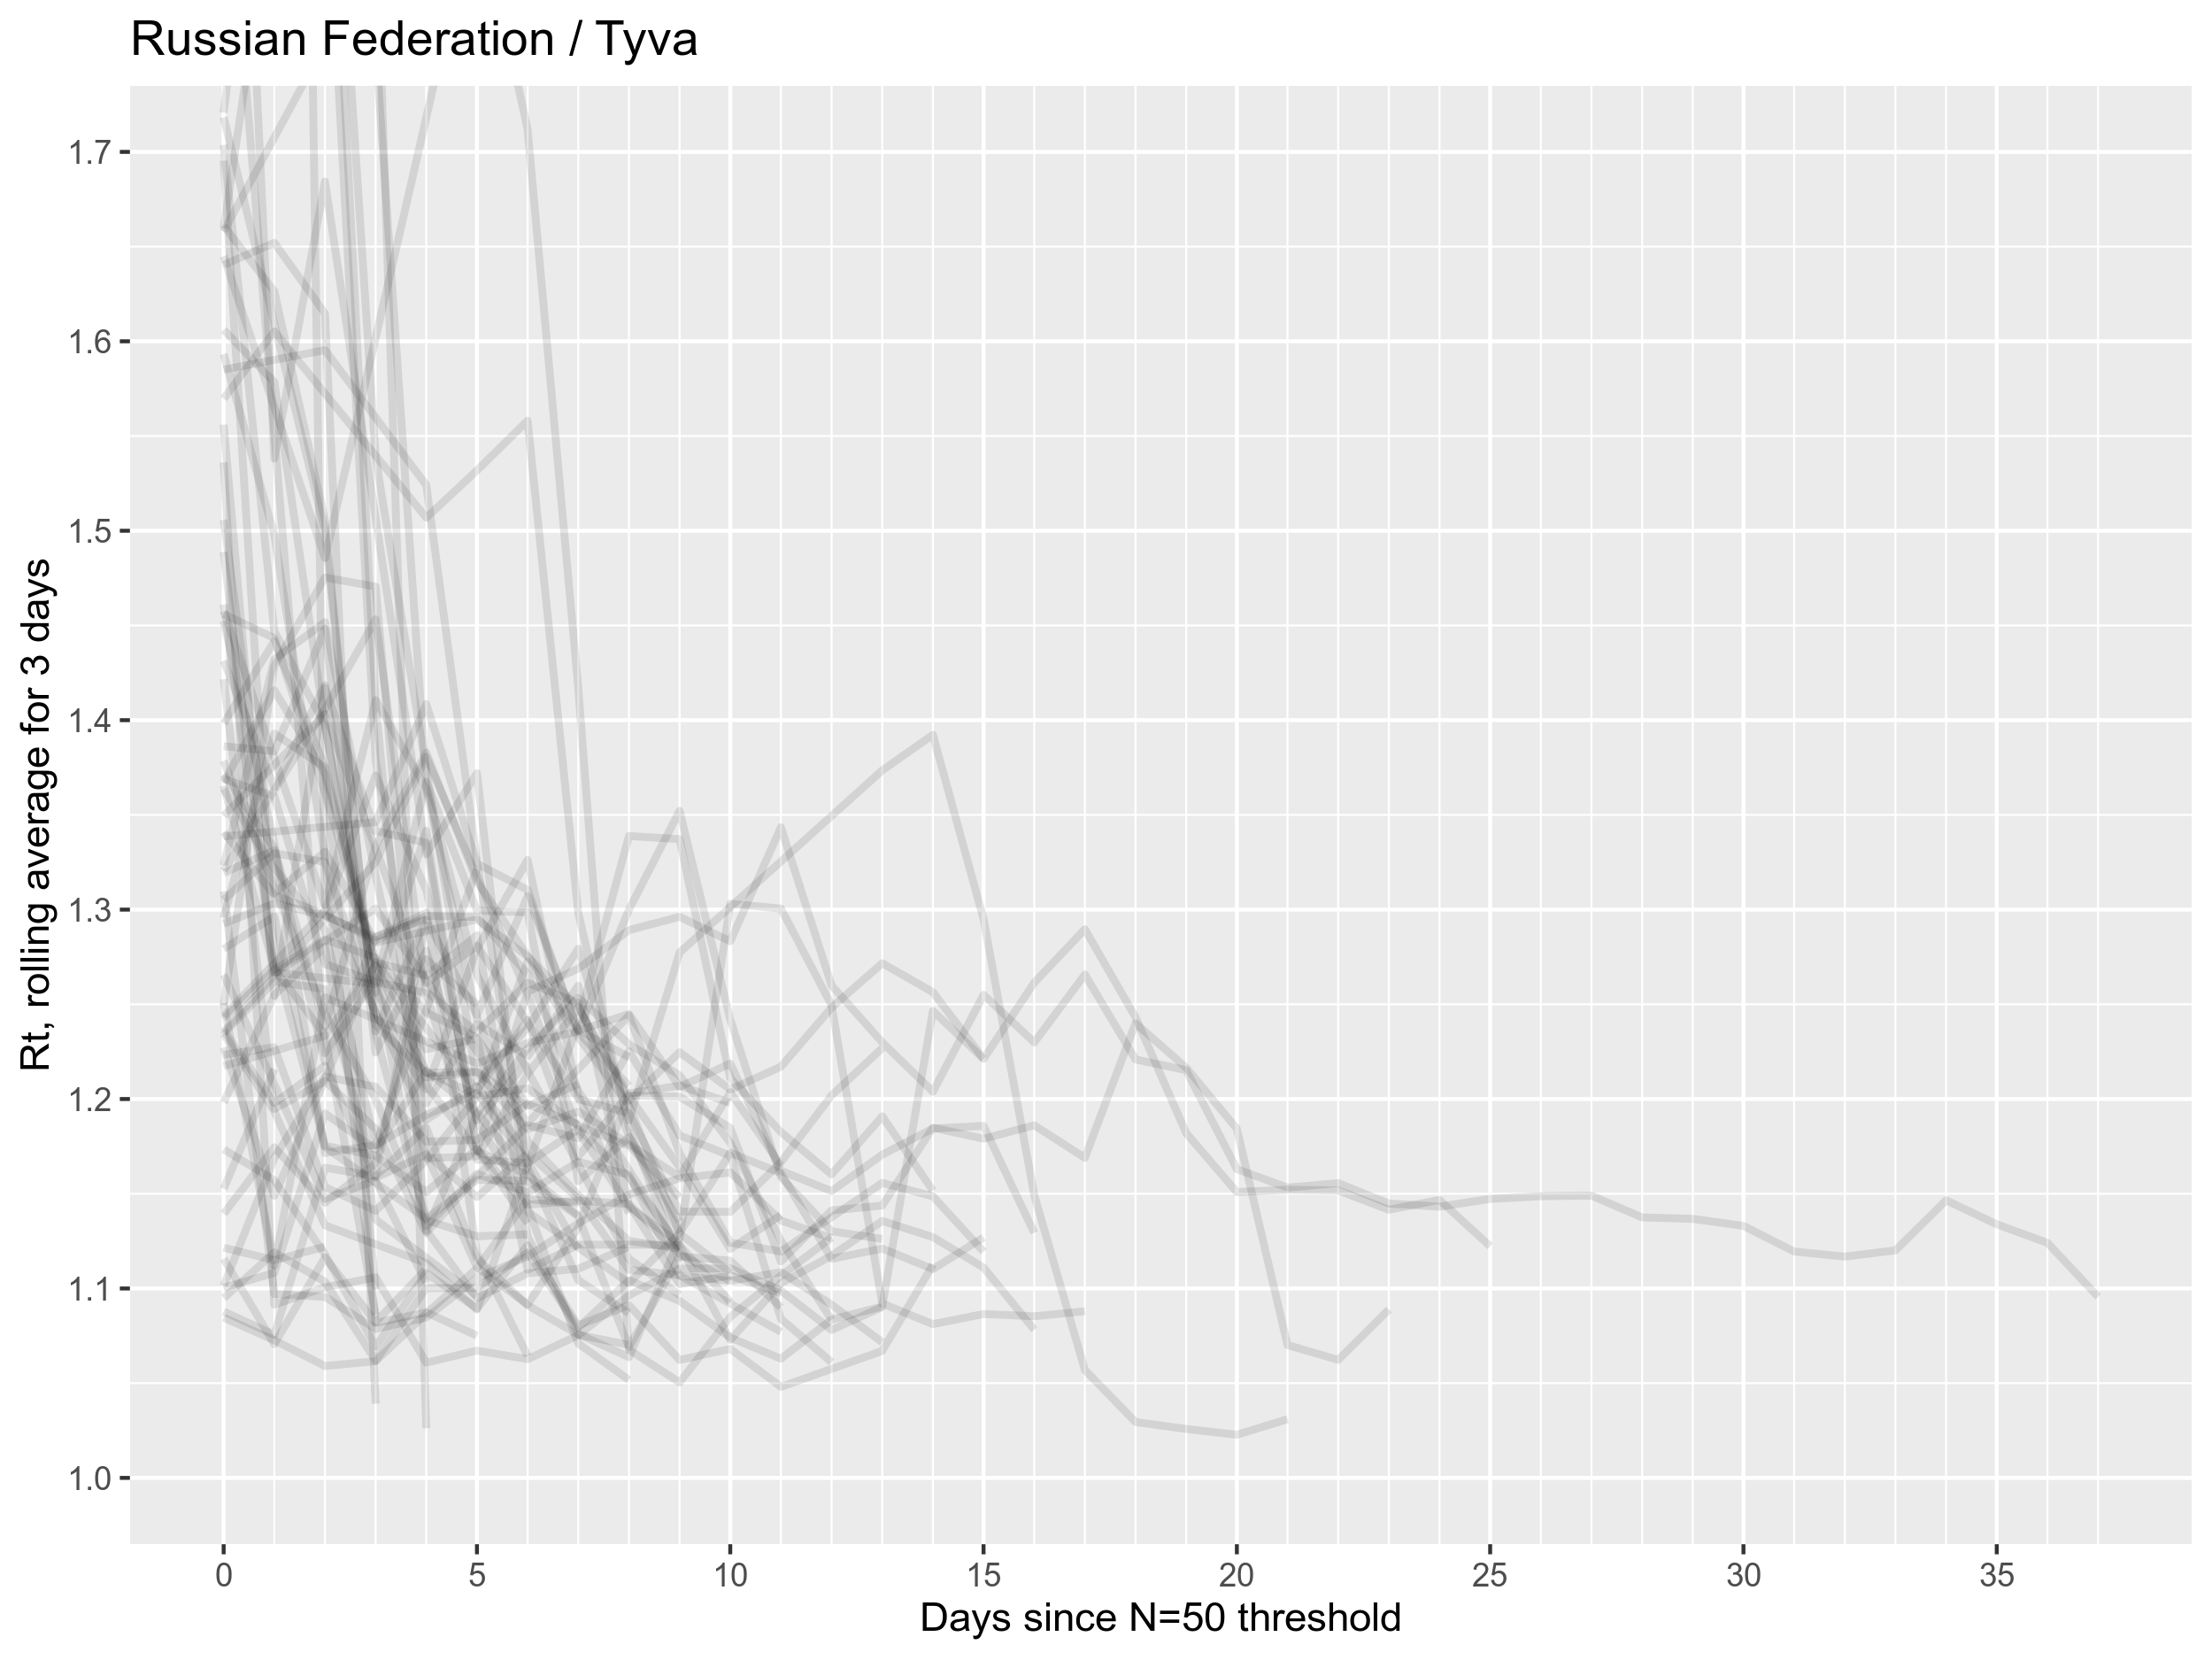 Russian Federation / Tyva
Rt, rolling average for 3 days
1.7
1.6
1.5
1.4
1.3
1.2
1.1
1.0
0 5 10 15 20 25 30 35
Days since N=50 threshold